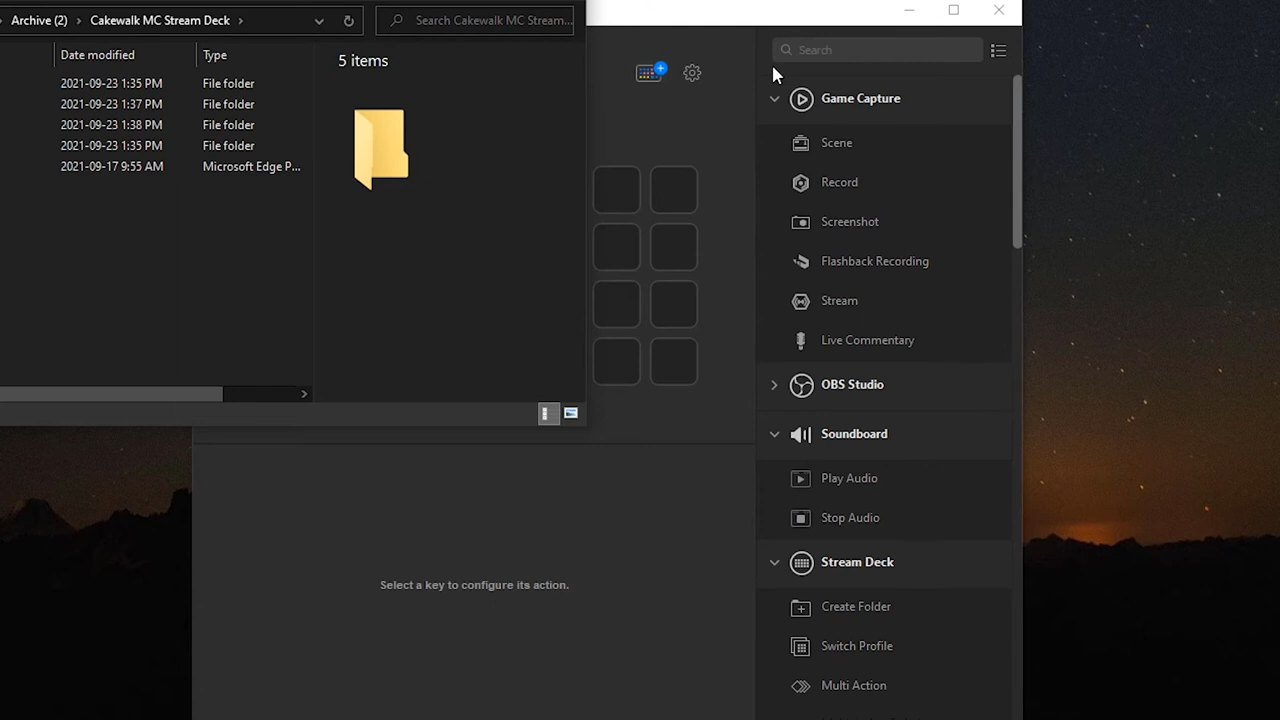 Archive (2) Cakewalk MC Stream Deck Search Cakewalk MC Stream...
Date modified Type
2021-09-23 1:35 PM File folder
2021-09-23 1:37 PM File folder
2021-09-23 1:38 PM File folder
2021-09-23 1:35 PM File folder
2021-09-17 9:55 AM Microsoft Edge P...
5 items
Search
Game Capture
Scene
Record
Screenshot
Flashback Recording
Stream
Live Commentary
OBS Studio
Soundboard
Play Audio
Stop Audio
Stream Deck
Create Folder
Switch Profile
Multi Action
Select a key to configure its action.